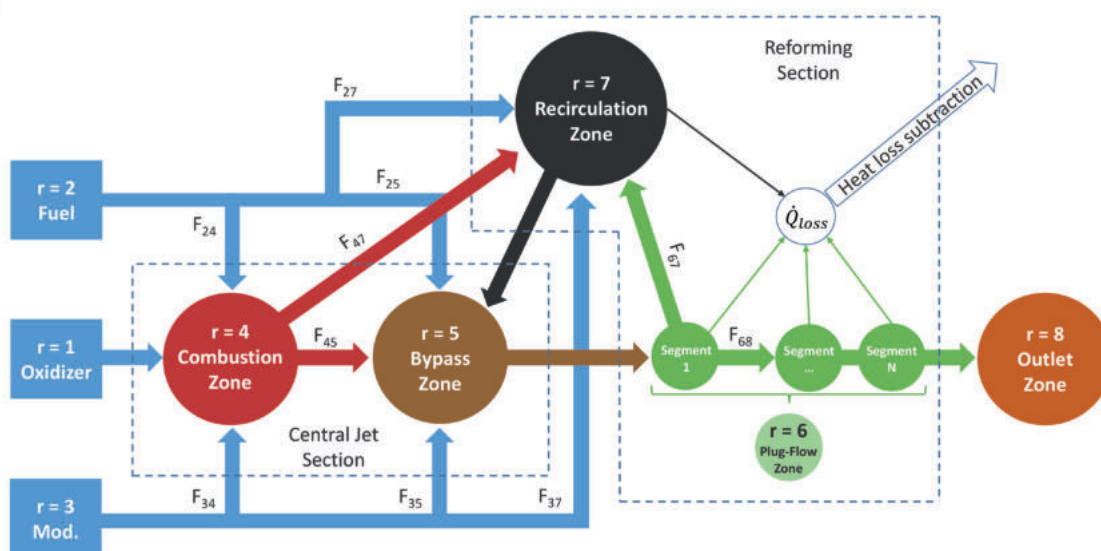 r = 7
Recirculation
Zone
Reforming
Section
Heat loss subtraction
F27
r = 2
Fuel
F25
F24
F47
Q̇loss
F67
r = 4
Combustion
Zone
F45
r = 5
Bypass
Zone
r = 1
Oxidizer
Segment
1
F68
Segment
...
Segment
N
r = 8
Outlet
Zone
Central Jet
Section
r = 6
Plug-Flow
Zone
r = 3
Mod.
F34
F35
F37